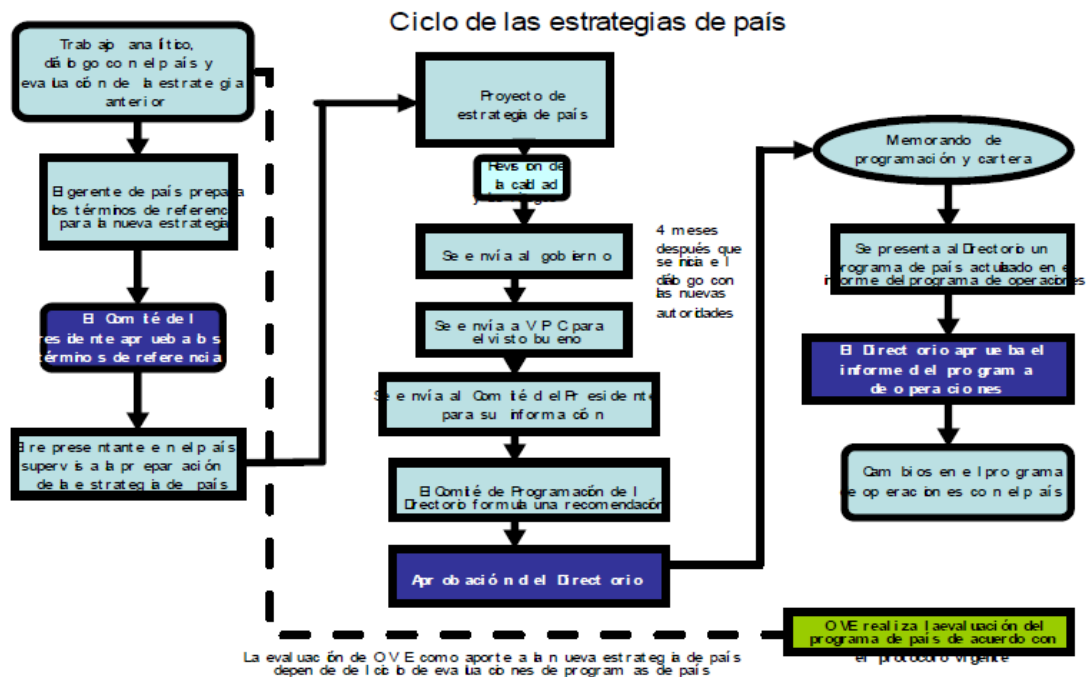 Ciclo de las estrategias de país
Trabajo analítico,
diálogo con el país y
evaluación de la estrategia
anterior
El gerente de país prepara
los términos de referencia
para la nueva estrategia
El Comité del
Presidente aprueba los
términos de referencia
El representante en el país
supervisa la preparación
de la estrategia de país
Proyecto de
estrategia de país
Revisión de
la calidad
Se envía al gobierno
Se envía a VPC para
el visto bueno
Se envía al Comité del Presidente
para su información
El Comité de Programación del
Directorio formula una recomendación
Aprobación del Directorio
4 meses
después que
se inicia el
diálogo con
las nuevas
autoridades
Memorando de
programación y cartera
Se presenta al Directorio un
programa de país actualizado en el
informe del programa de operaciones
El Directorio aprueba el
informe del programa
de operaciones
Cambios en el programa
de operaciones con el país
OVE realiza la evaluación del
programa de país de acuerdo con
el protocolo vigente
La evaluación de OVE como aporte a la nueva estrategia de país
depende del ciclo de evaluaciones de programas de país